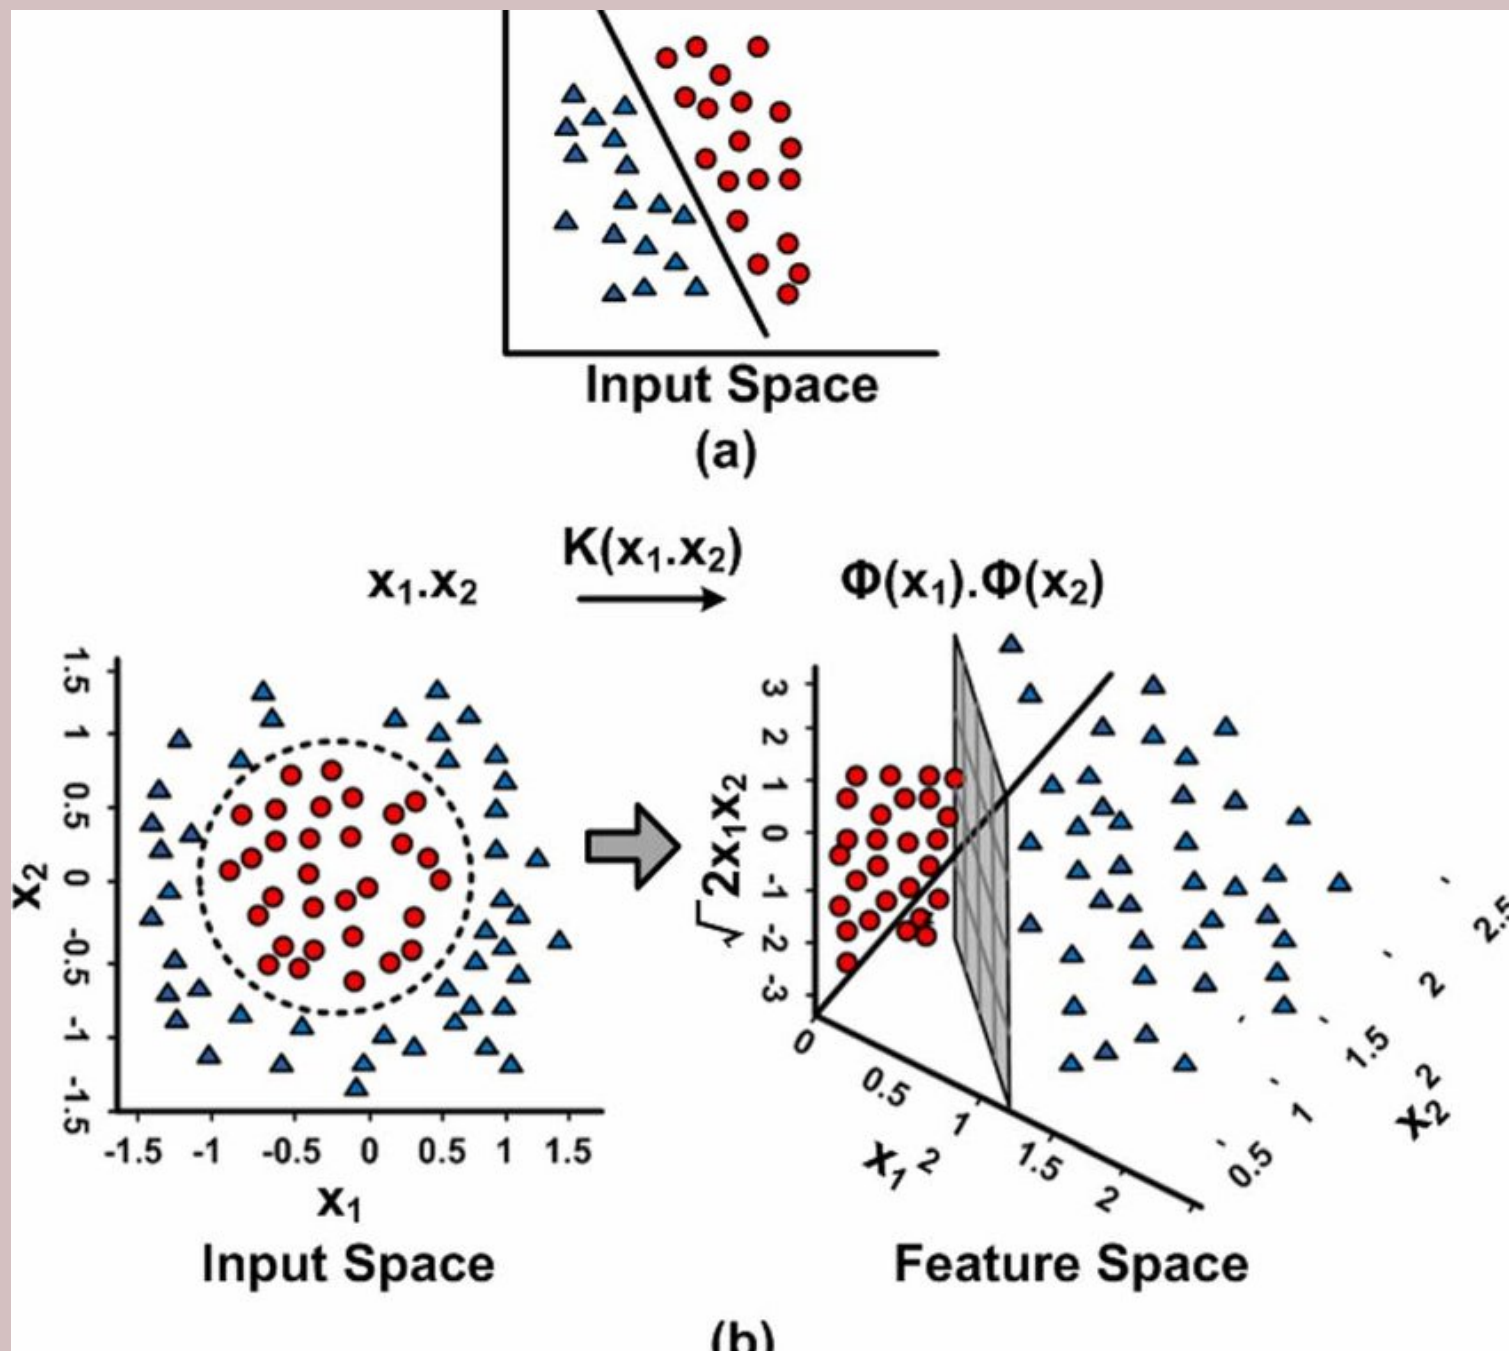 Input Space
(a)
x₁.x₂
K(x₁.x₂)
Φ(x₁).Φ(x₂)
1.5
1
0.5
0
-0.5
-1
-1.5
x₂
-1.5 -1 -0.5 0 0.5 1 1.5
x₁
Input Space
3
2
1
0
-1
-2
-3
√2x₁x₂
0 0.5 1 1.5 2
x₁²
0.5 1 1.5 2 2.5
x₂²
Feature Space
(b)